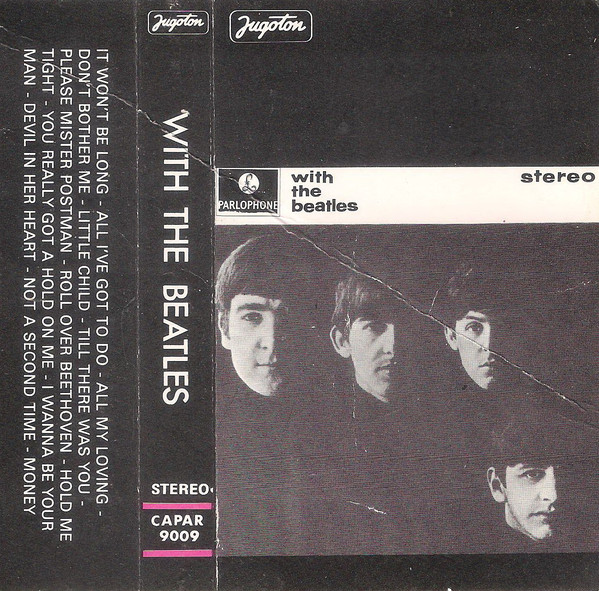 IT WON'T BE LONG - ALL I'VE GOT TO DO - ALL MY LOVING -
DON'T BOTHER ME - LITTLE CHILD - TILL THERE WAS YOU -
PLEASE MISTER POSTMAN - ROLL OVER BEETHOVEN - HOLD ME
TIGHT - YOU REALLY GOT A HOLD ON ME - I WANNA BE YOUR
MAN - DEVIL IN HER HEART - NOT A SECOND TIME - MONEY
Jugoton
WITH THE BEATLES
STEREO
CAPAR
9009
Jugoton
PARLOPHONE
with
the
beatles
stereo